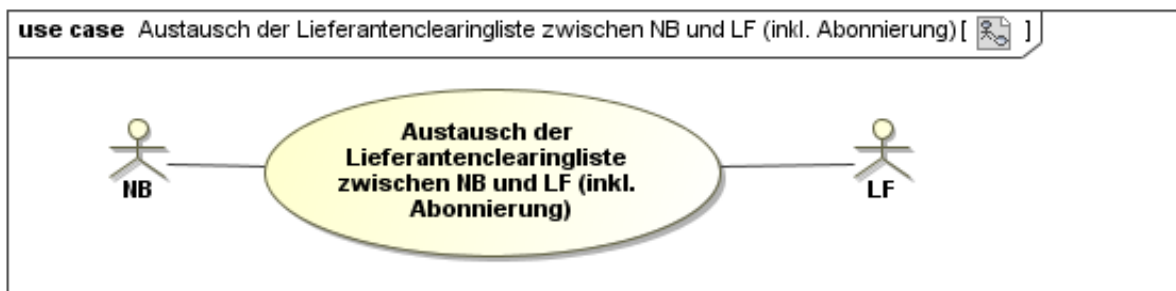 use case Austausch der Lieferantenclearingliste zwischen NB und LF (inkl. Abonnierung)[ ]
Austausch der
Lieferantenclearingliste
zwischen NB und LF (inkl.
Abonnierung)
NB
LF